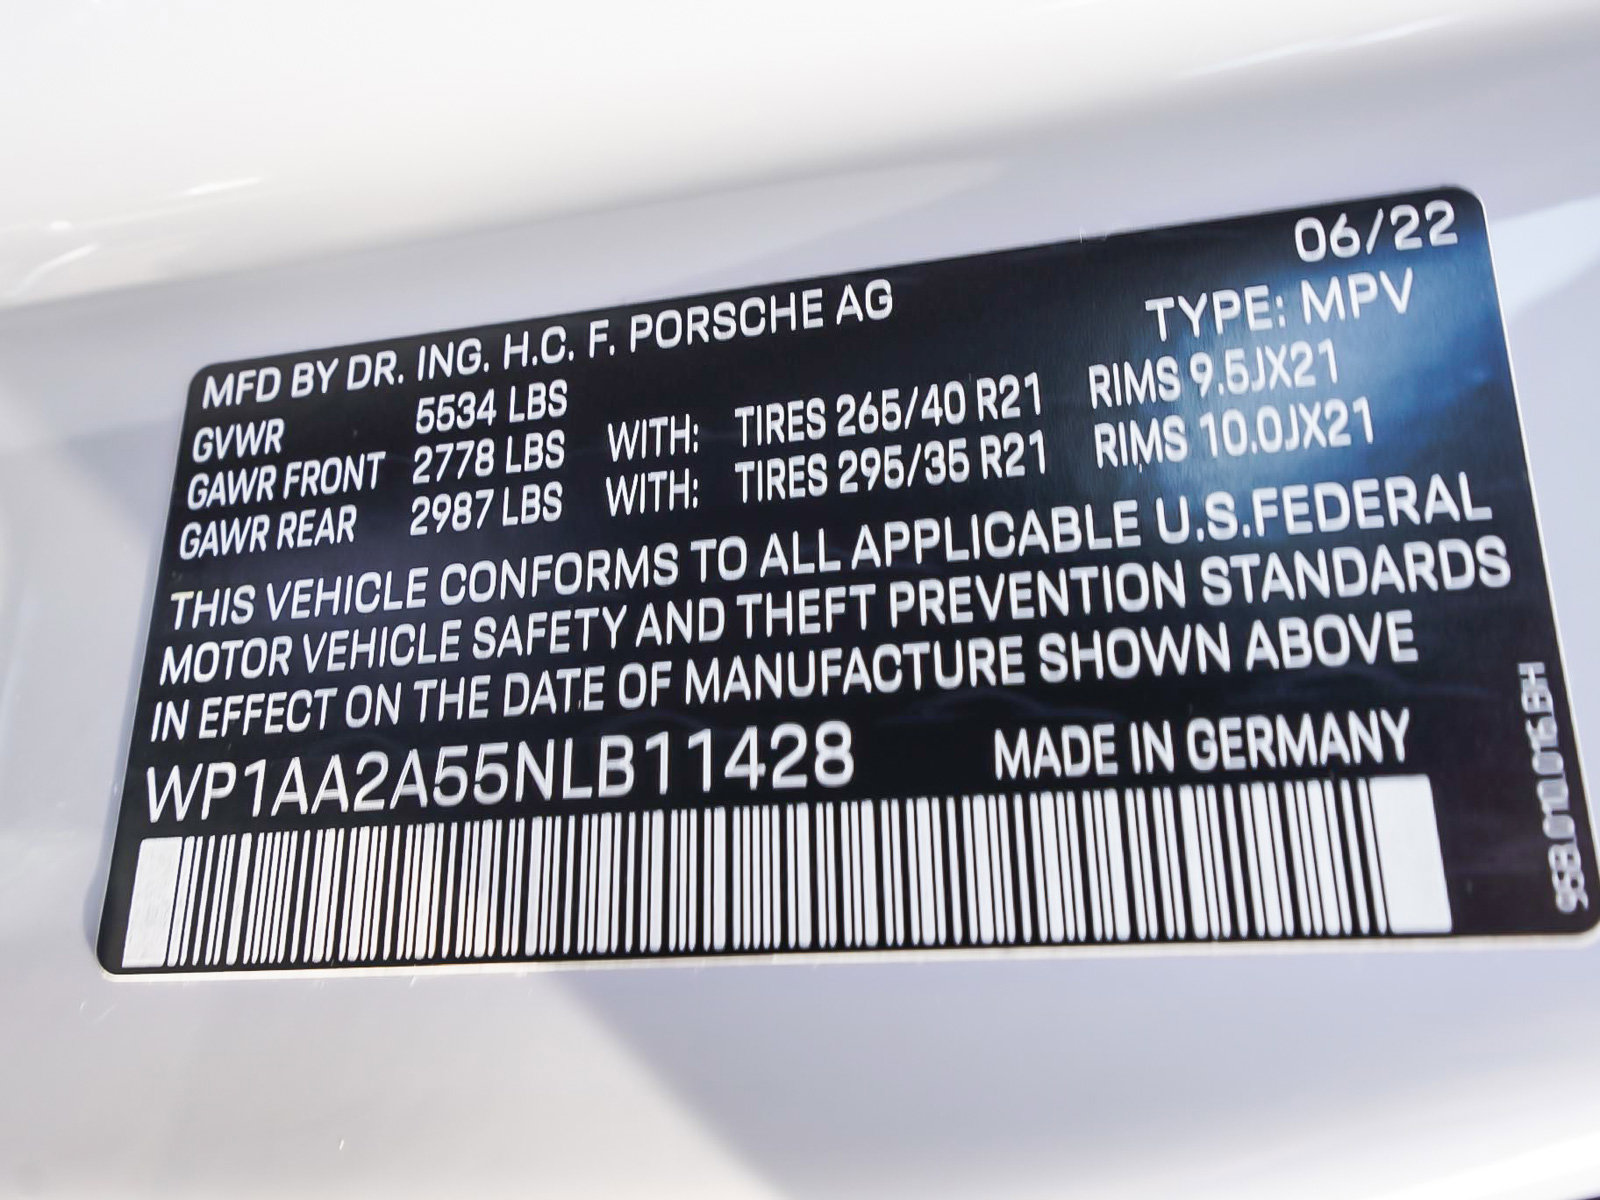 06/22
MFD BY DR. ING. H.C. F. PORSCHE AG TYPE: MPV
GVWR 5534 LBS
GAWR FRONT 2778 LBS WITH: TIRES 265/40 R21 RIMS 9.5JX21
GAWR REAR 2987 LBS WITH: TIRES 295/35 R21 RIMS 10.0JX21
THIS VEHICLE CONFORMS TO ALL APPLICABLE U.S.FEDERAL
MOTOR VEHICLE SAFETY AND THEFT PREVENTION STANDARDS
IN EFFECT ON THE DATE OF MANUFACTURE SHOWN ABOVE
WP1AA2A55NLB11428 MADE IN GERMANY